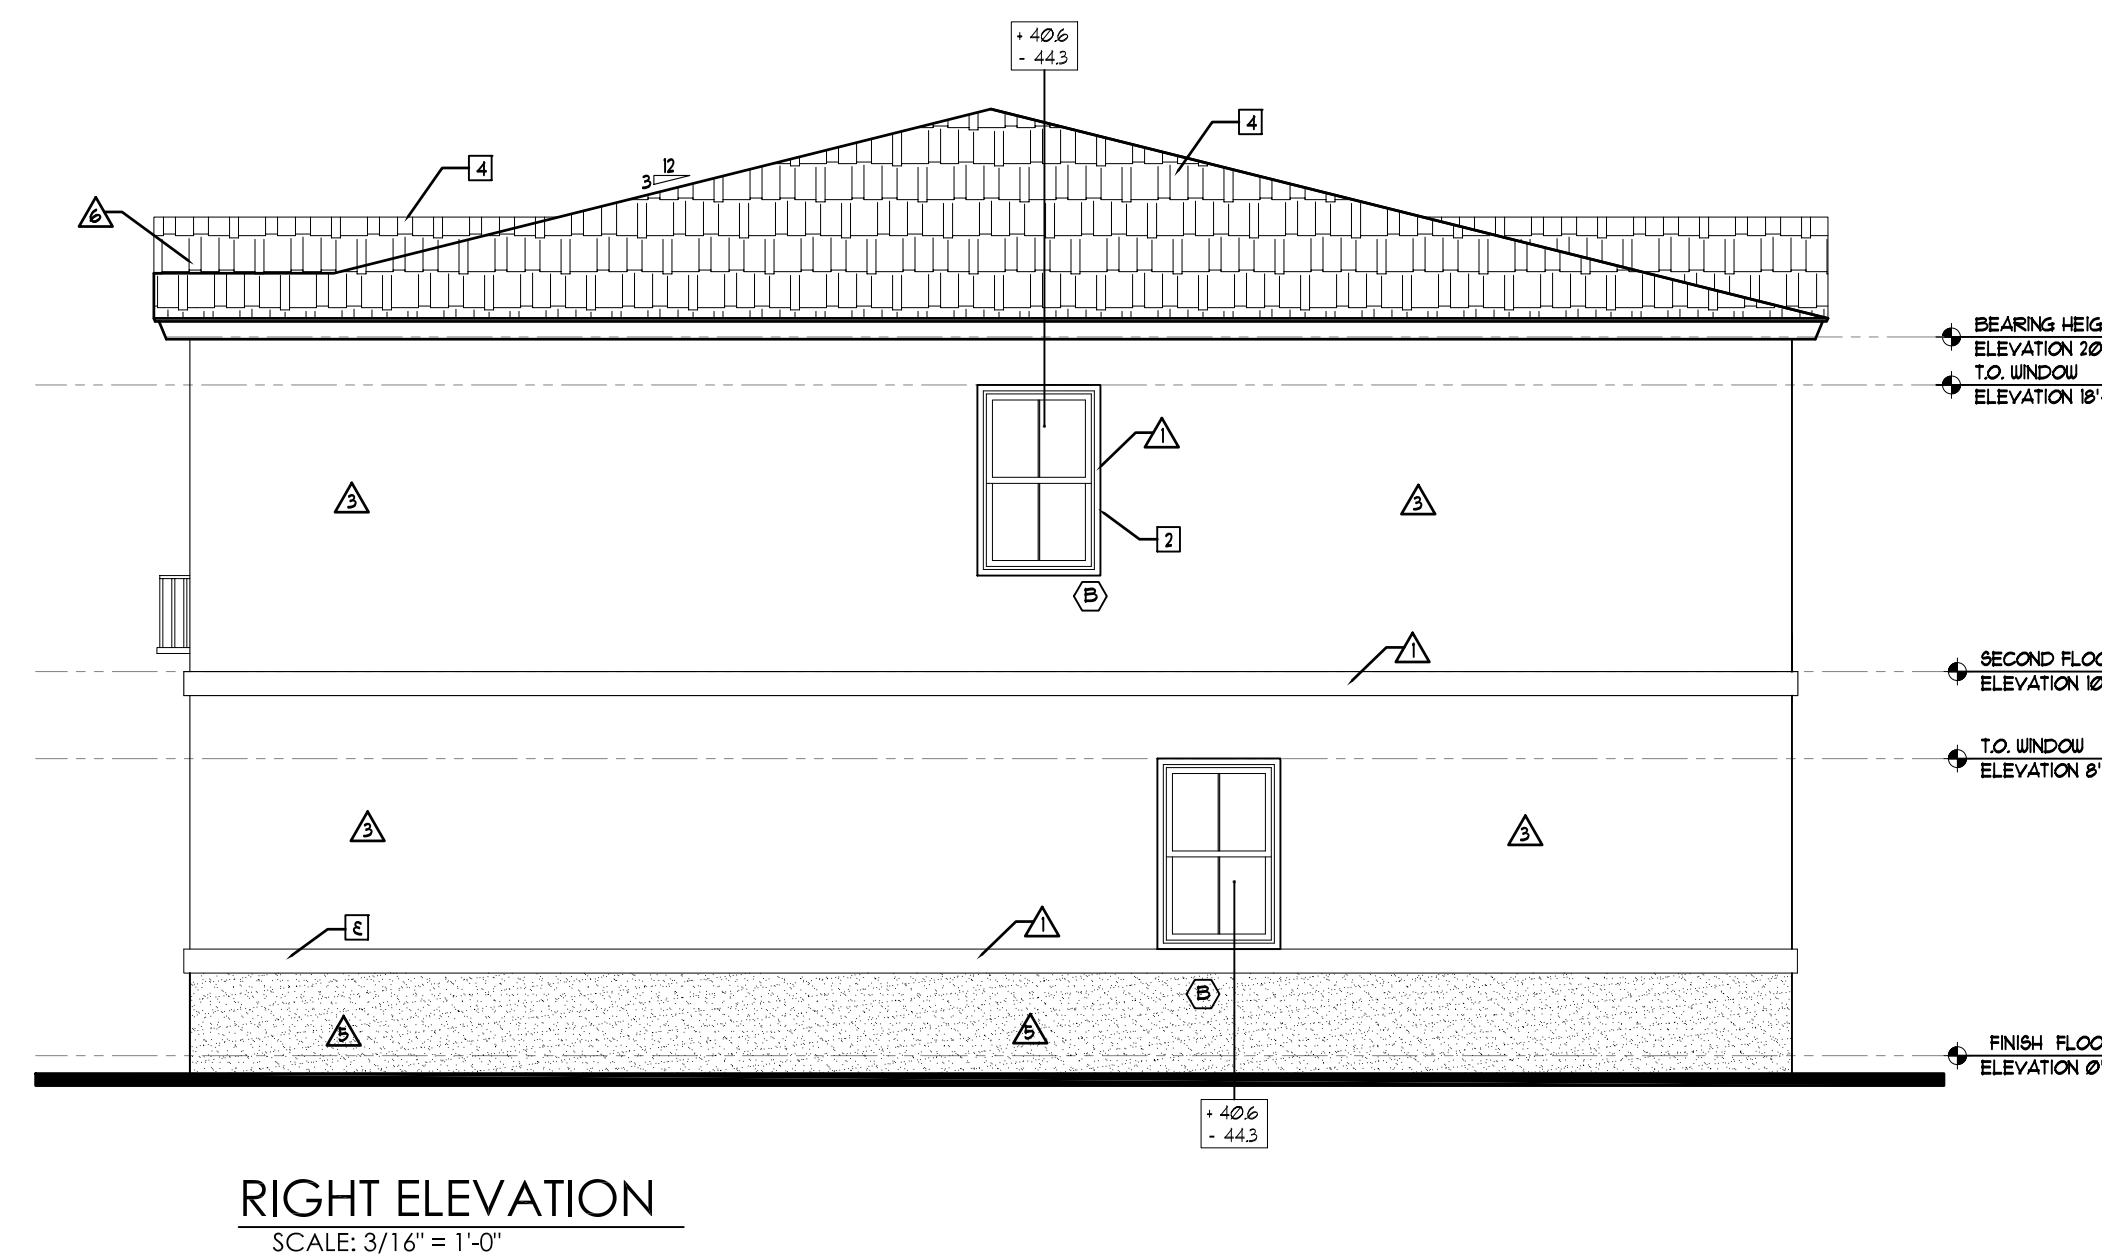 + 40.6
- 44.3
4
12
3
4
6
BEARING HEIG
ELEVATION 20
T.O. WINDOW
ELEVATION 18'-
1
3
3
2
B
1
SECOND FLOO
ELEVATION 10
T.O. WINDOW
ELEVATION 8'
3
3
1
B
5
5
FINISH FLOO
ELEVATION 0'
+ 40.6
- 44.3
RIGHT ELEVATION
SCALE: 3/16" = 1'-0"